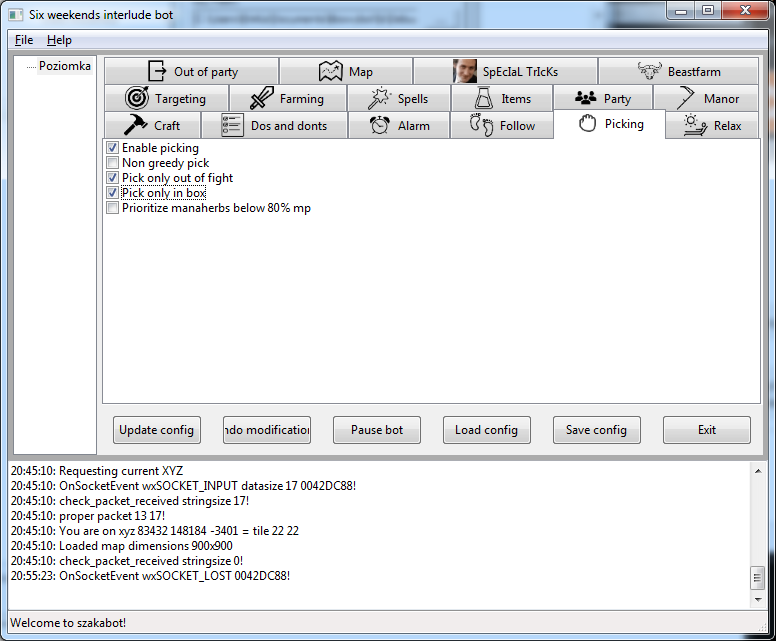 Six weekends interlude bot
File Help
Poziomka
Out of party Map SpEcIaL TrIcKs Beastfarm
Targeting Farming Spells Items Party Manor
Craft Dos and donts Alarm Follow Picking Relax
Enable picking
Non greedy pick
Pick only out of fight
Pick only in box
Prioritize manaherbs below 80% mp
Update config ndo modification Pause bot Load config Save config Exit
20:45:10: Requesting current XYZ
20:45:10: OnSocketEvent wxSOCKET_INPUT datasize 17 0042DC88!
20:45:10: check_packet_received stringsize 17!
20:45:10: proper packet 13 17!
20:45:10: You are on xyz 83432 148184 -3401 = tile 22 22
20:45:10: Loaded map dimensions 900x900
20:45:10: check_packet_received stringsize 0!
20:55:23: OnSocketEvent wxSOCKET_LOST 0042DC88!
Welcome to szakabot!